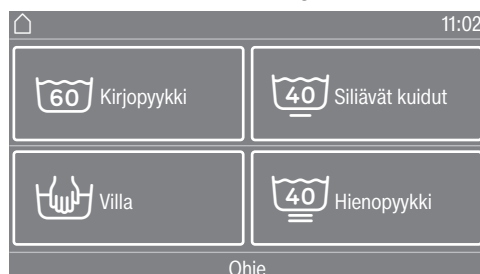 11:02
60 Kirjopyykki
40 Siliävät kuidut
Villa
40 Hienopyykki
Ohje